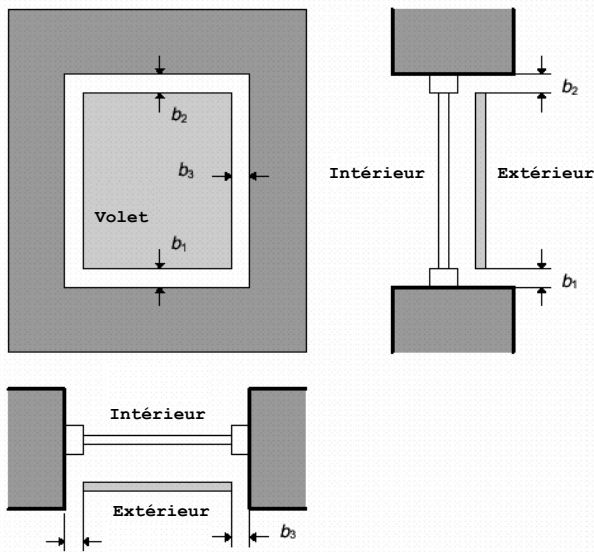 b2
b3
Volet
b1
b2
Intérieur
Extérieur
b1
Intérieur
Extérieur
b3